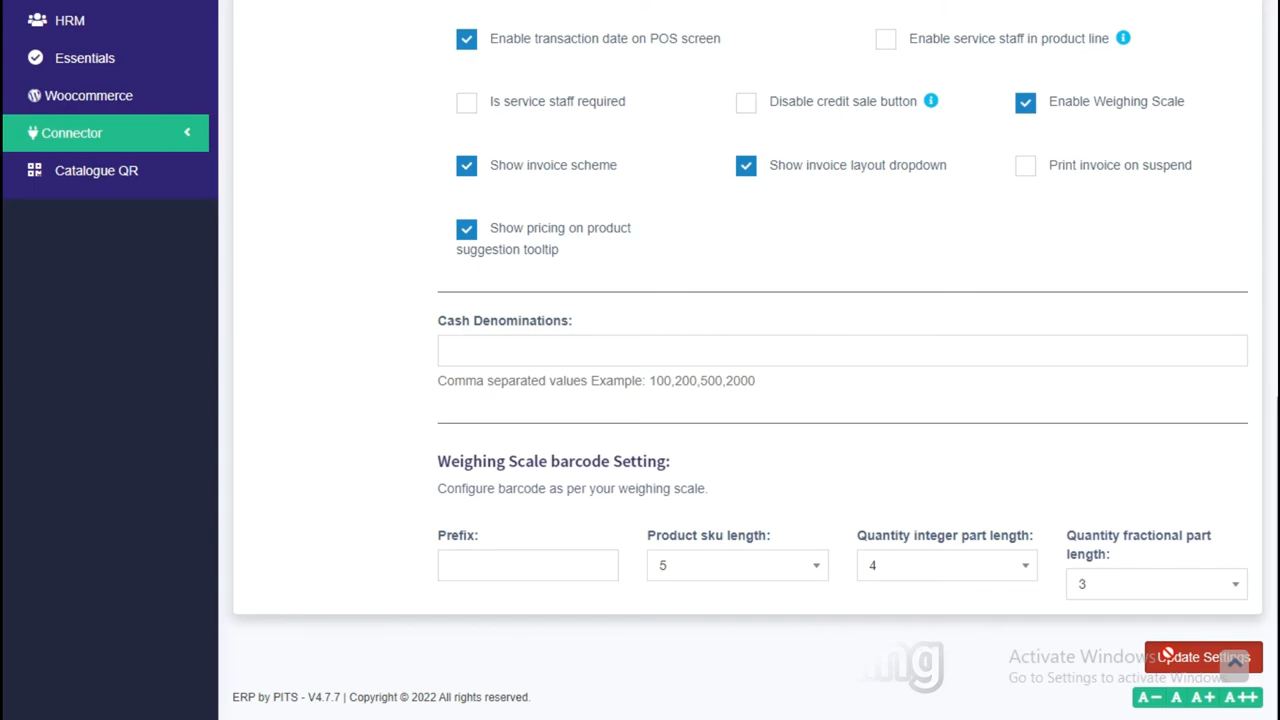 HRM
Essentials
Woocommerce
Connector
Catalogue QR
Enable transaction date on POS screen
Enable service staff in product line
Is service staff required
Disable credit sale button
Enable Weighing Scale
Show invoice scheme
Show invoice layout dropdown
Print invoice on suspend
Show pricing on product
suggestion tooltip
Cash Denominations:
Comma separated values Example: 100,200,500,2000
Weighing Scale barcode Setting:
Configure barcode as per your weighing scale.
Prefix:
Product sku length:
5
Quantity integer part length:
4
Quantity fractional part
length:
3
Update Settings
Activate Windows
Go to Settings to activate Windows.
ERP by PITS - V4.7.7 | Copyright © 2022 All rights reserved.
A− A A+ A++